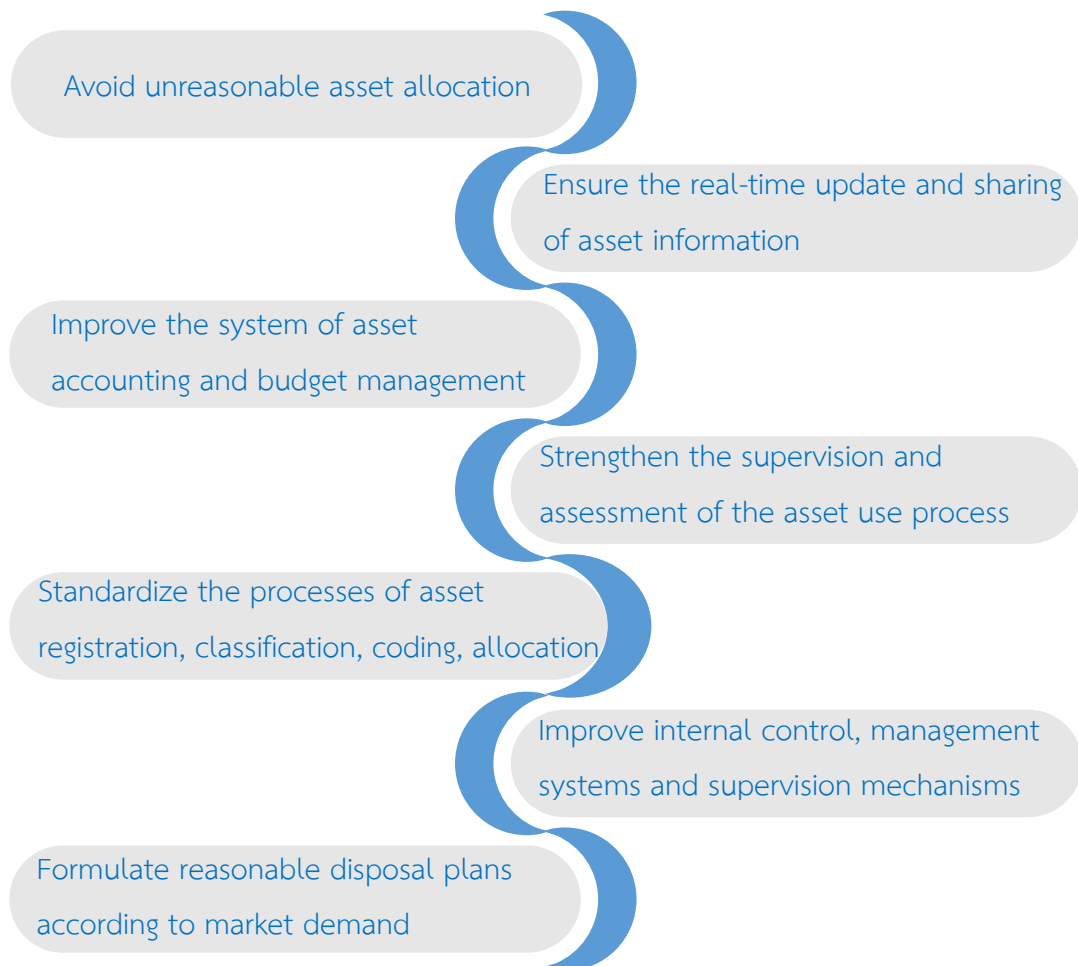 Avoid unreasonable asset allocation
Ensure the real-time update and sharing
of asset information
Improve the system of asset
accounting and budget management
Strengthen the supervision and
assessment of the asset use process
Standardize the processes of asset
registration, classification, coding, allocation
Improve internal control, management
systems and supervision mechanisms
Formulate reasonable disposal plans
according to market demand